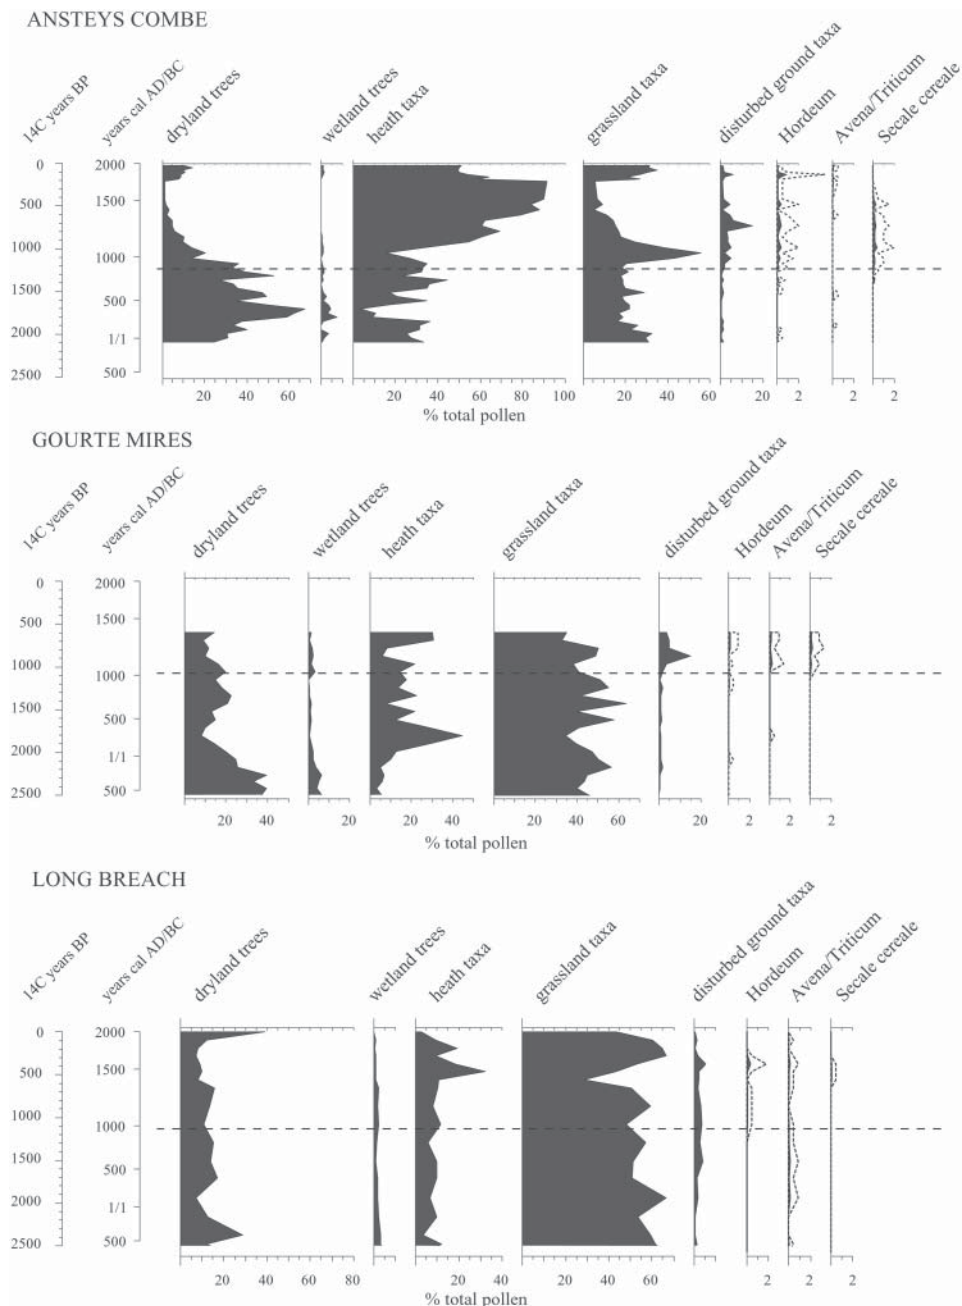 ANSTEYS COMBE
14C years BP
years cal AD/BC
dryland trees
wetland trees
heath taxa
grassland taxa
disturbed ground taxa
Hordeum
Avena/Triticum
Secale cereale
0
500
1000
1500
2000
2500
2000
1500
1000
500
1/1
500
20 40 60
20 40 60 80 100
20 40 60
20
2
2
2
% total pollen
GOURTE MIRES
14C years BP
years cal AD/BC
dryland trees
wetland trees
heath taxa
grassland taxa
disturbed ground taxa
Hordeum
Avena/Triticum
Secale cereale
0
500
1000
1500
2000
2500
2000
1500
1000
500
1/1
500
20 40
20
20 40
20 40 60
20
2
2
2
% total pollen
LONG BREACH
14C years BP
years cal AD/BC
dryland trees
wetland trees
heath taxa
grassland taxa
disturbed ground taxa
Hordeum
Avena/Triticum
Secale cereale
0
500
1000
1500
2000
2500
2000
1500
1000
500
1/1
500
20 40 60 80
20 40
20 40 60
2
2
2
% total pollen